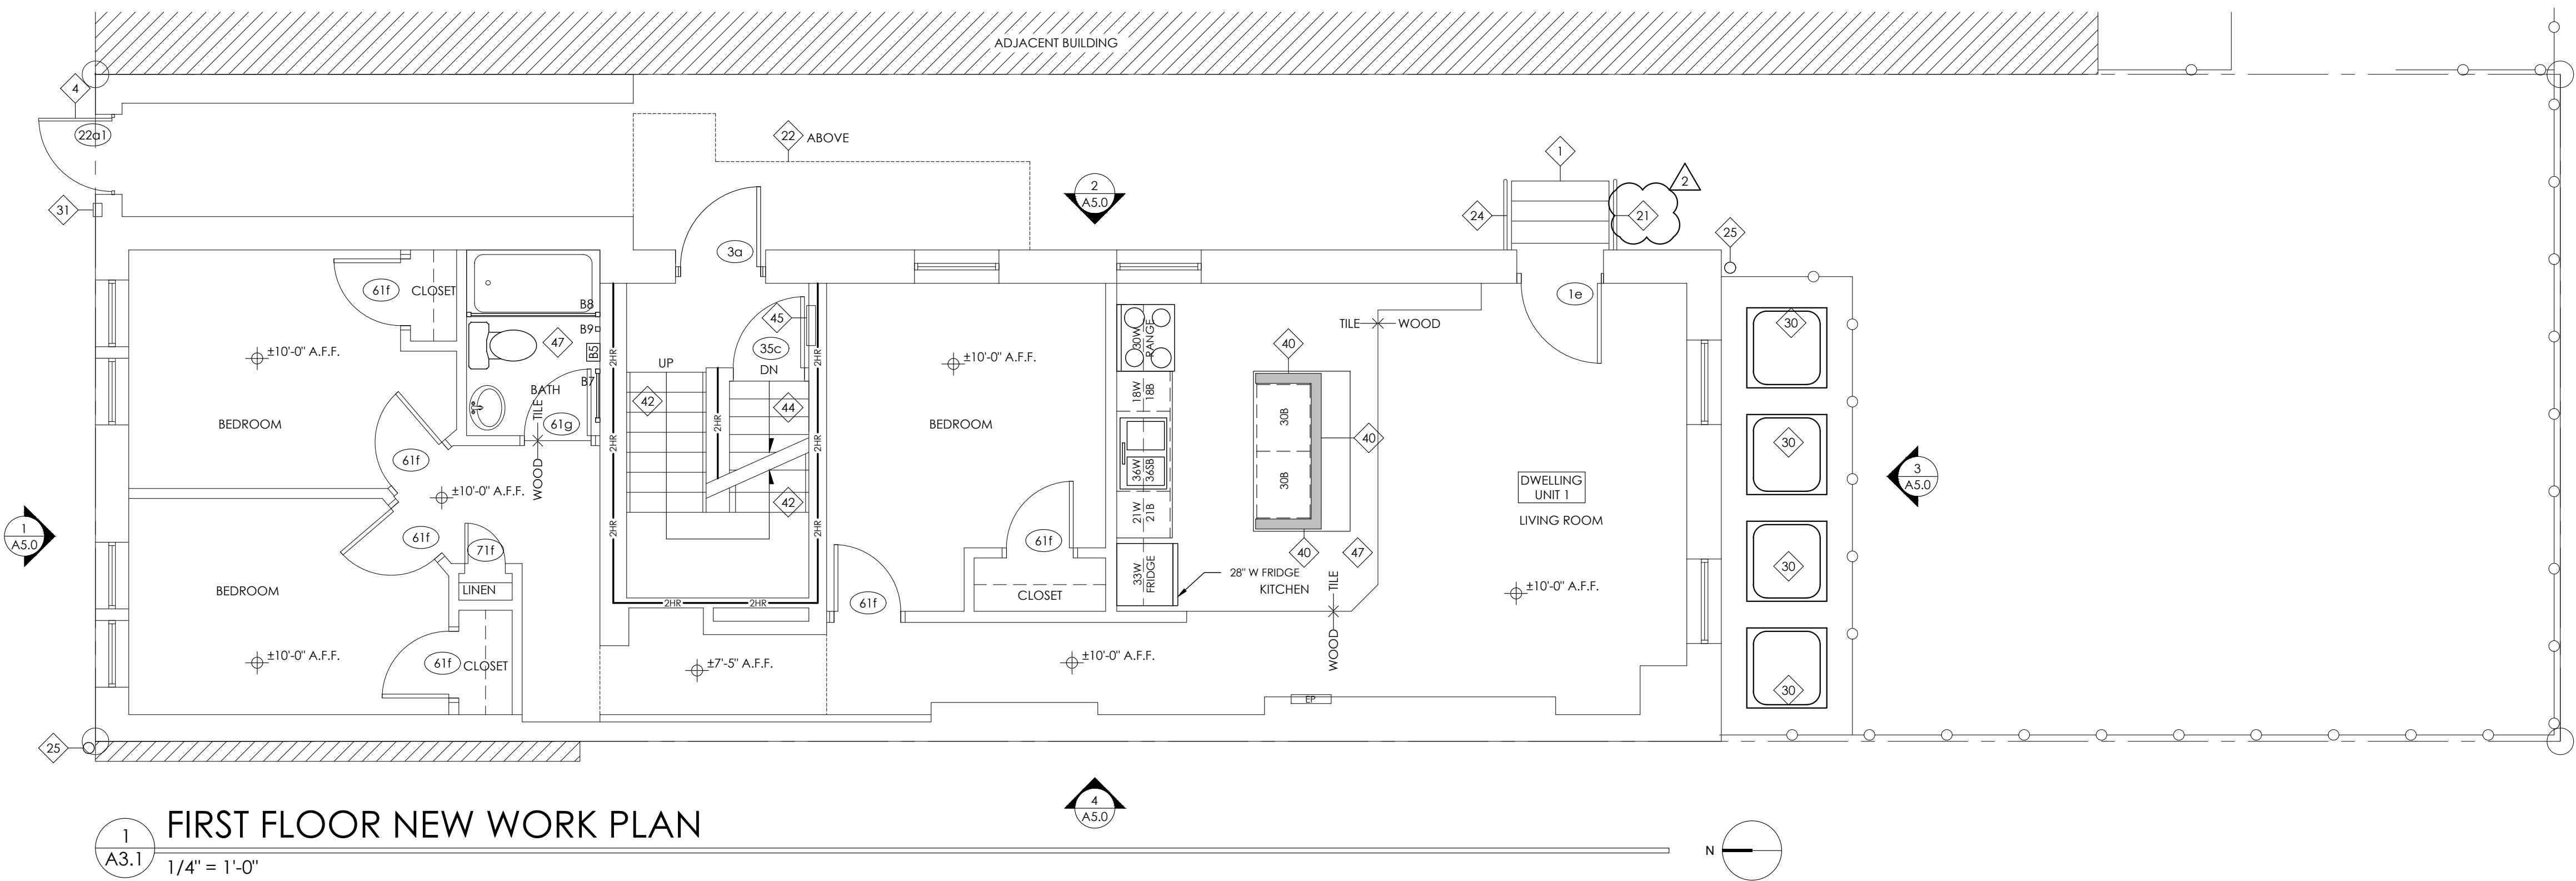 ADJACENT BUILDING
4
22a1
31
22 ABOVE
1
2
24
21
25
2
A5.0
3a
61f
CLOSET
B8
B9
B5
B7
47
BATH
TILE
WOOD
61g
±10'-0" A.F.F.
BEDROOM
61f
±10'-0" A.F.F.
61f
71f
LINEN
BEDROOM
±10'-0" A.F.F.
61f
CLOSET
1
A5.0
25
45
35c
UP
DN
42
44
42
2HR
2HR
2HR
2HR
2HR
2HR
2HR
2HR
2HR
±7'-5" A.F.F.
±10'-0" A.F.F.
BEDROOM
61f
CLOSET
61f
±10'-0" A.F.F.
30W
RANGE
18W
18B
36W
36SB
21W
21B
33W
FRIDGE
28" W FRIDGE
KITCHEN
40
30B
30B
40
40
47
TILE
WOOD
TILE
WOOD
1e
DWELLING
UNIT 1
LIVING ROOM
±10'-0" A.F.F.
EP
30
30
30
30
3
A5.0
4
A5.0
1
A3.1
FIRST FLOOR NEW WORK PLAN
1/4" = 1'-0"
N